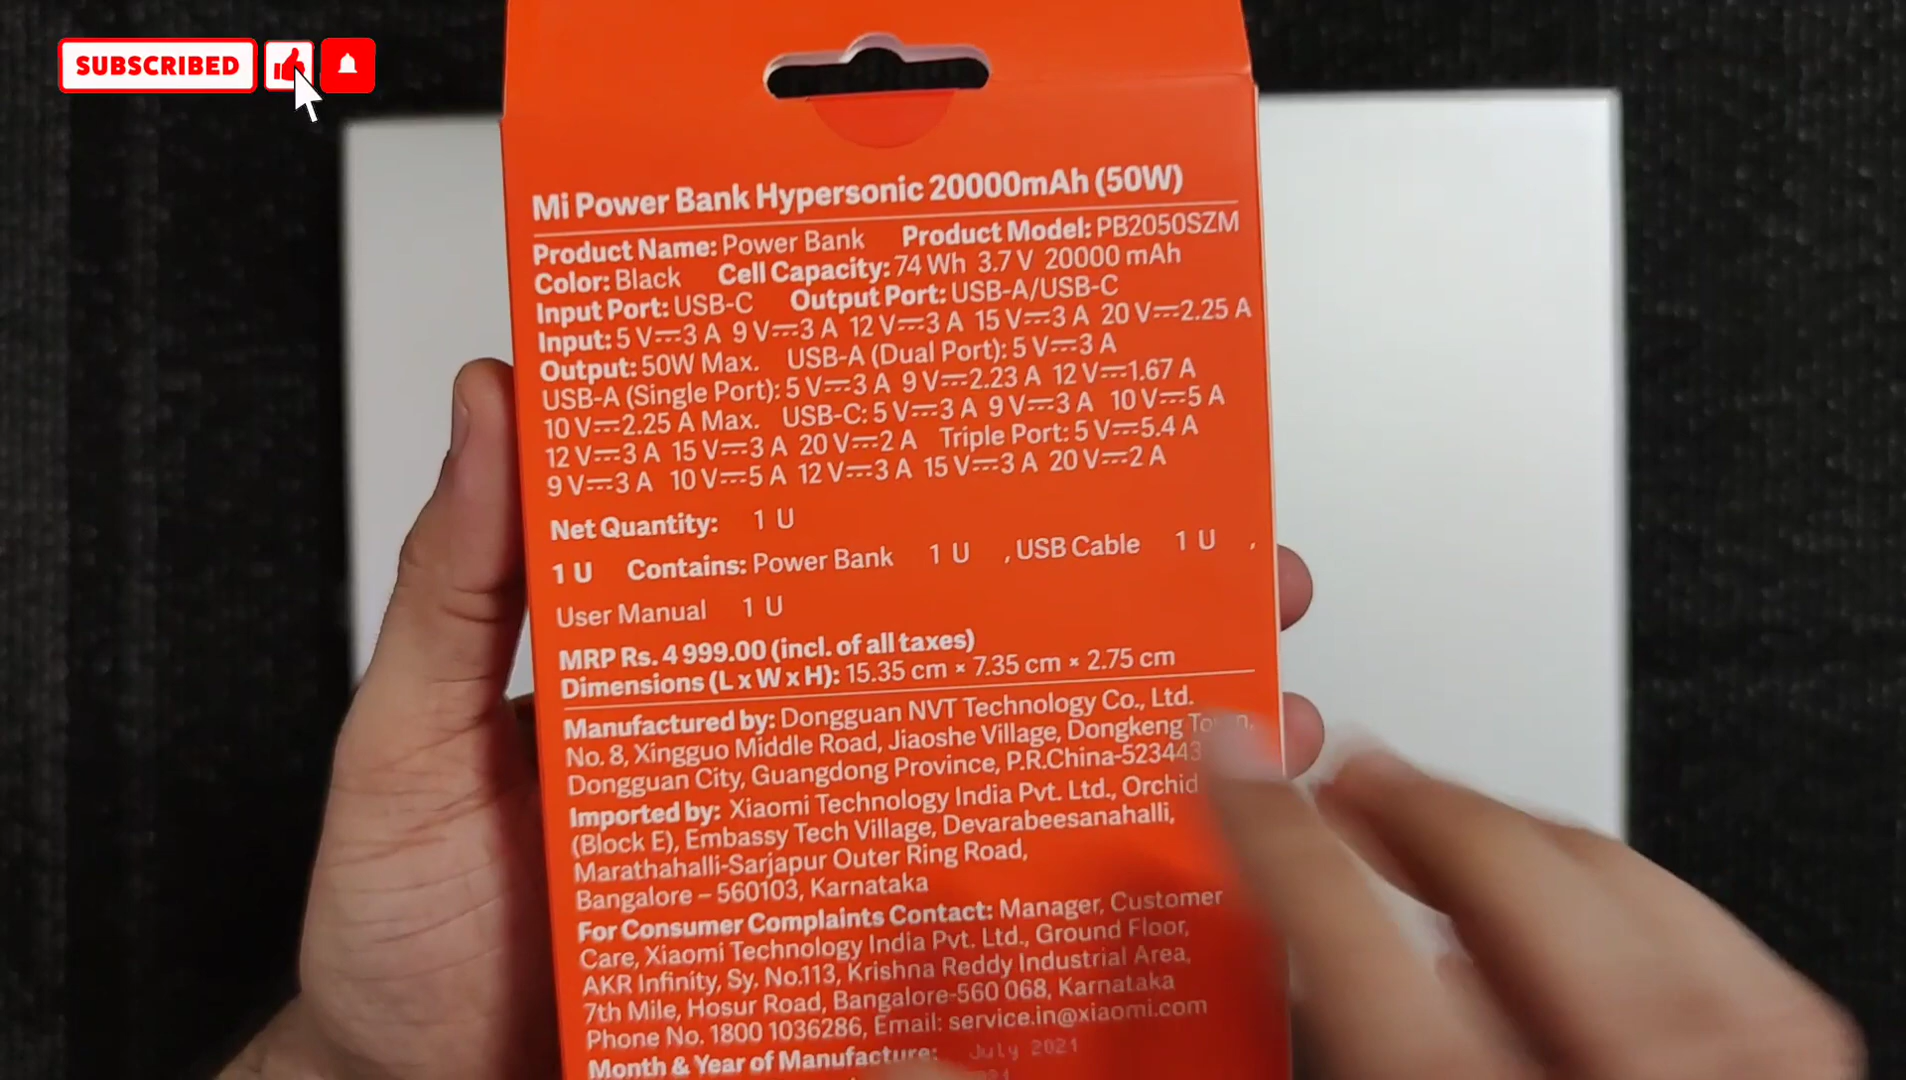 SUBSCRIBED
Mi Power Bank Hypersonic 20000mAh (50W)
Product Name: Power Bank Product Model: PB2050SZM
Color: Black Cell Capacity: 74 Wh 3.7 V 20000 mAh
Input Port: USB-C Output Port: USB-A/USB-C
Input: 5 V⎓3 A 9 V⎓3 A 12 V⎓3 A 15 V⎓3 A 20 V⎓2.25 A
Output: 50W Max. USB-A (Dual Port): 5 V⎓3 A
USB-A (Single Port): 5 V⎓3 A 9 V⎓2.23 A 12 V⎓1.67 A
10 V⎓2.25 A Max. USB-C: 5 V⎓3 A 9 V⎓3 A 10 V⎓5 A
12 V⎓3 A 15 V⎓3 A 20 V⎓2 A Triple Port: 5 V⎓5.4 A
9 V⎓3 A 10 V⎓5 A 12 V⎓3 A 15 V⎓3 A 20 V⎓2 A
Net Quantity: 1 U
1 U Contains: Power Bank 1 U , USB Cable 1 U ,
User Manual 1 U
MRP Rs. 4 999.00 (incl. of all taxes)
Dimensions (L x W x H): 15.35 cm × 7.35 cm × 2.75 cm
Manufactured by: Dongguan NVT Technology Co., Ltd.
No. 8, Xingguo Middle Road, Jiaoshe Village, Dongkeng Town,
Dongguan City, Guangdong Province, P.R.China-523443
Imported by: Xiaomi Technology India Pvt. Ltd., Orchid
(Block E), Embassy Tech Village, Devarabeesanahalli,
Marathahalli-Sarjapur Outer Ring Road,
Bangalore – 560103, Karnataka
For Consumer Complaints Contact: Manager, Customer
Care, Xiaomi Technology India Pvt. Ltd., Ground Floor,
AKR Infinity, Sy. No.113, Krishna Reddy Industrial Area,
7th Mile, Hosur Road, Bangalore-560 068, Karnataka
Phone No. 1800 1036286, Email: service.in@xiaomi.com
Month & Year of Manufacture: July 2021